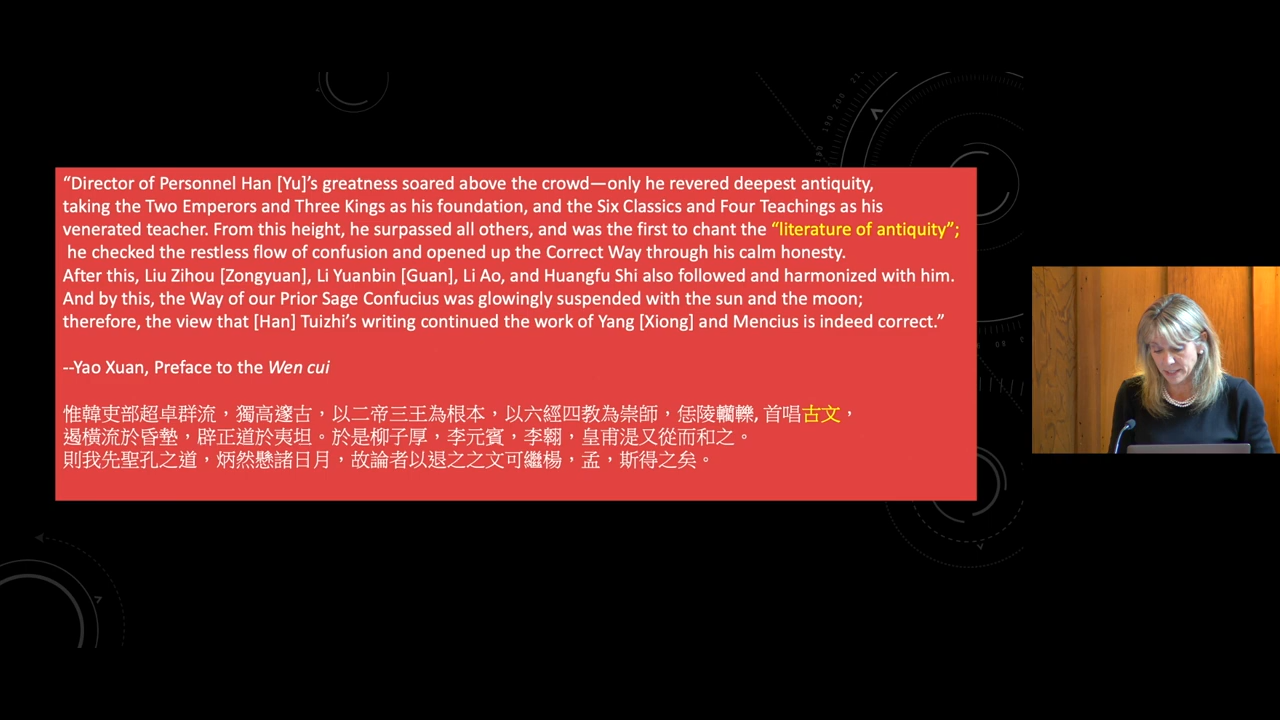 “Director of Personnel Han [Yu]’s greatness soared above the crowd—only he revered deepest antiquity,
taking the Two Emperors and Three Kings as his foundation, and the Six Classics and Four Teachings as his
venerated teacher. From this height, he surpassed all others, and was the first to chant the “literature of antiquity”;
he checked the restless flow of confusion and opened up the Correct Way through his calm honesty.
After this, Liu Zihou [Zongyuan], Li Yuanbin [Guan], Li Ao, and Huangfu Shi also followed and harmonized with him.
And by this, the Way of our Prior Sage Confucius was glowingly suspended with the sun and the moon;
therefore, the view that [Han] Tuizhi’s writing continued the work of Yang [Xiong] and Mencius is indeed correct.”
--Yao Xuan, Preface to the Wen cui
惟韓吏部超卓群流，獨高邃古，以二帝三王為根本，以六經四教為崇師，恁陵轥轢, 首唱古文，
遏橫流於昏墊，辟正道於夷坦。於是柳子厚，李元賓，李翱，皇甫湜又從而和之。
則我先聖孔之道，炳然懸諸日月，故論者以退之之文可繼楊，孟，斯得之矣。